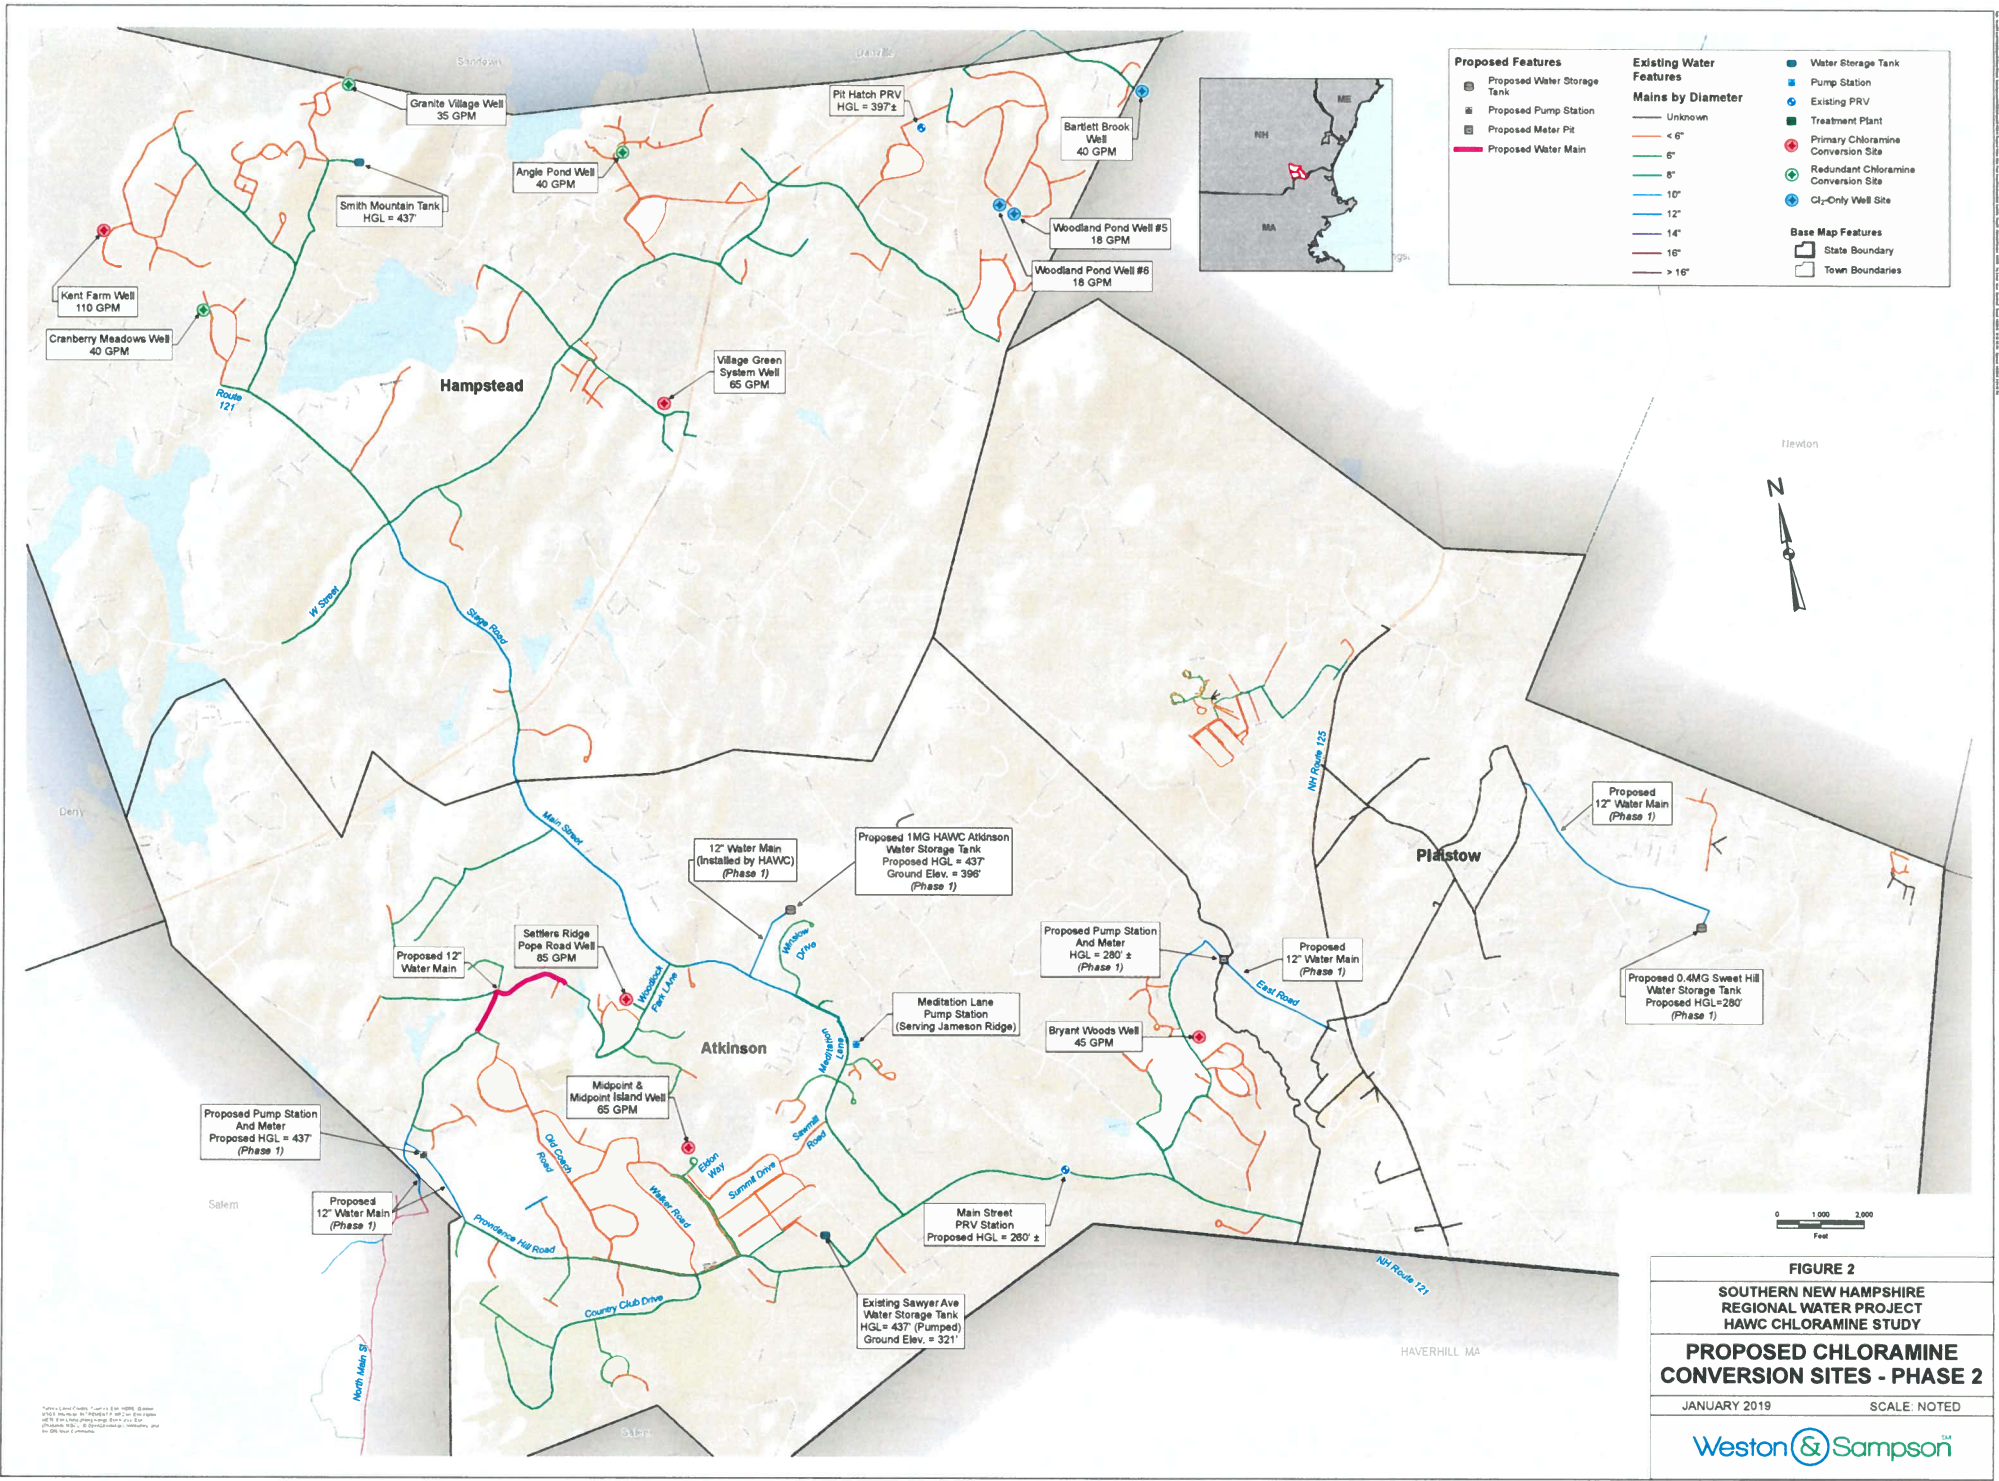 Sandown
Danville
Granite Village Well
35 GPM
Pit Hatch PRV
HGL = 397'±
Bartlett Brook
Well
40 GPM
Angle Pond Well
40 GPM
Smith Mountain Tank
HGL = 437'
Woodland Pond Well #5
18 GPM
Woodland Pond Well #6
18 GPM
Kent Farm Well
110 GPM
Cranberry Meadows Well
40 GPM
Village Green
System Well
65 GPM
Hampstead
Route
121
W Street
Stage Road
NH
ME
MA
Proposed Features
Proposed Water Storage
Tank
Proposed Pump Station
Proposed Meter Pit
Proposed Water Main
Existing Water
Features
Mains by Diameter
Unknown
< 6"
6"
8"
10"
12"
14"
16"
> 16"
Water Storage Tank
Pump Station
Existing PRV
Treatment Plant
Primary Chloramine
Conversion Site
Redundant Chloramine
Conversion Site
Cl₂-Only Well Site
Base Map Features
State Boundary
Town Boundaries
Newton
N
Derry
Main Street
12" Water Main
(Installed by HAWC)
(Phase 1)
Proposed 1MG HAWC Atkinson
Water Storage Tank
Proposed HGL = 437'
Ground Elev. = 396'
(Phase 1)
NH Route 125
Plaistow
Proposed
12" Water Main
(Phase 1)
Proposed 12"
Water Main
Settlers Ridge
Pope Road Well
85 GPM
Woodlock
Park LAne
Winslow
Drive
Proposed Pump Station
And Meter
HGL = 280' ±
(Phase 1)
Proposed
12" Water Main
(Phase 1)
East Road
Proposed 0.4MG Sweet Hill
Water Storage Tank
Proposed HGL=280'
(Phase 1)
Meditation Lane
Pump Station
(Serving Jameson Ridge)
Meditation
Lane
Bryant Woods Well
45 GPM
Atkinson
Midpoint &
Midpoint Island Well
65 GPM
Proposed Pump Station
And Meter
Proposed HGL = 437'
(Phase 1)
Old Coach
Road
Sawmill
Road
Eldon
Way
Summit Drive
Walker Road
Salem
Proposed
12" Water Main
(Phase 1)
Providence Hill Road
Main Street
PRV Station
Proposed HGL = 260' ±
Country Club Drive
Existing Sawyer Ave
Water Storage Tank
HGL= 437' (Pumped)
Ground Elev. = 321'
NH Route 121
HAVERHILL MA
North Main St
Salem
0 1,000 2,000
Feet
FIGURE 2
SOUTHERN NEW HAMPSHIRE
REGIONAL WATER PROJECT
HAWC CHLORAMINE STUDY
PROPOSED CHLORAMINE
CONVERSION SITES - PHASE 2
JANUARY 2019 SCALE: NOTED
Weston & Sampson